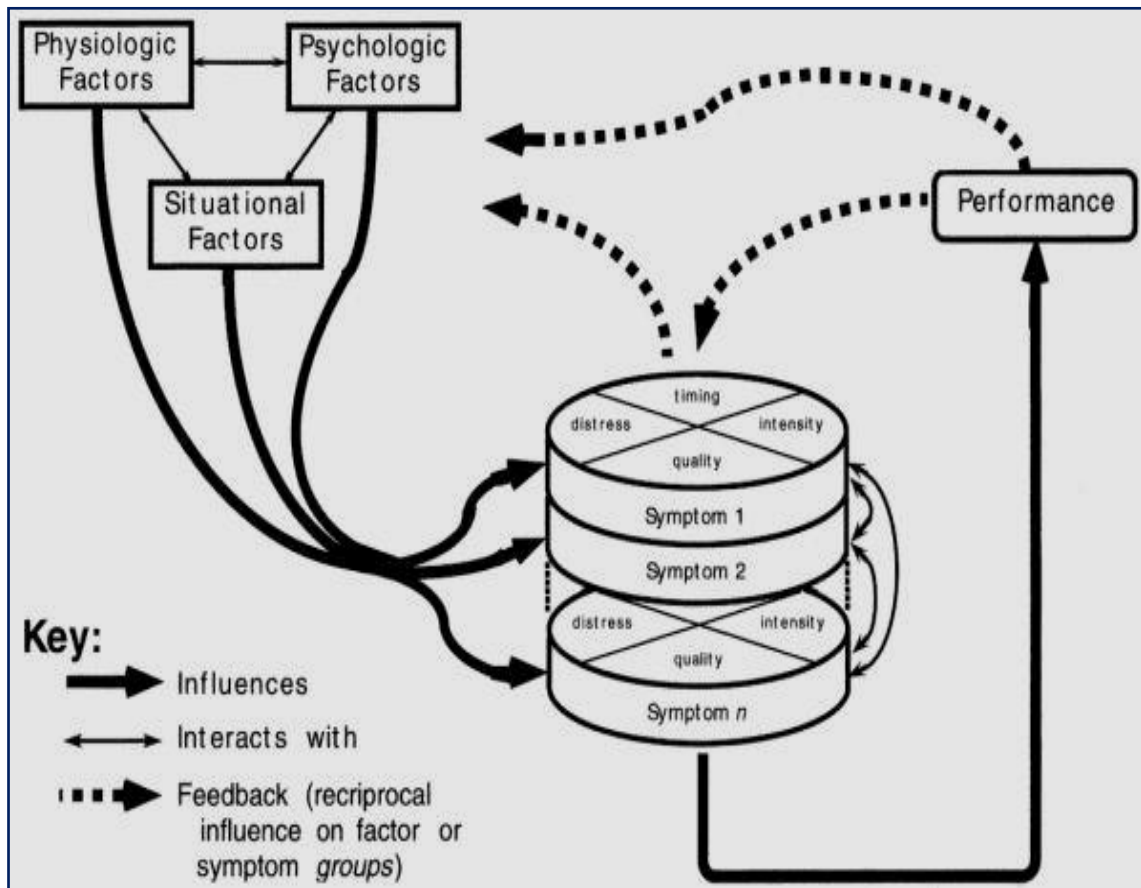 Physiologic
Factors
Psychologic
Factors
Situational
Factors
Performance
timing
distress
intensity
quality
Symptom 1
Symptom 2
distress
intensity
quality
Symptom n
Key:
Influences
Interacts with
Feedback (recriprocal
influence on factor or
symptom groups)